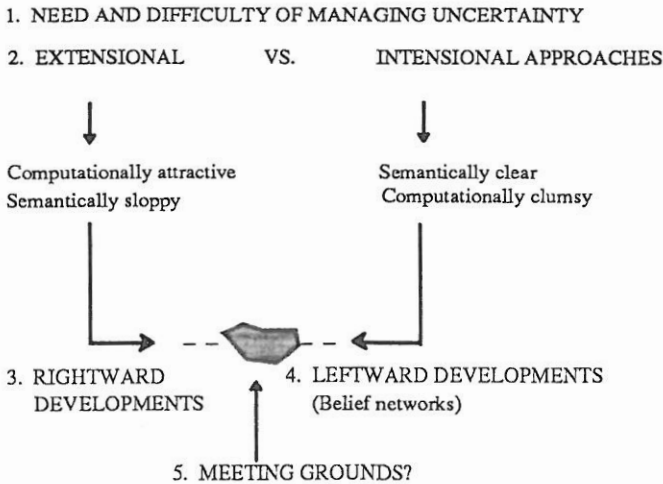 1. NEED AND DIFFICULTY OF MANAGING UNCERTAINTY
2. EXTENSIONAL VS. INTENSIONAL APPROACHES
Computationally attractive
Semantically sloppy
Semantically clear
Computationally clumsy
3. RIGHTWARD
DEVELOPMENTS
4. LEFTWARD DEVELOPMENTS
(Belief networks)
5. MEETING GROUNDS?